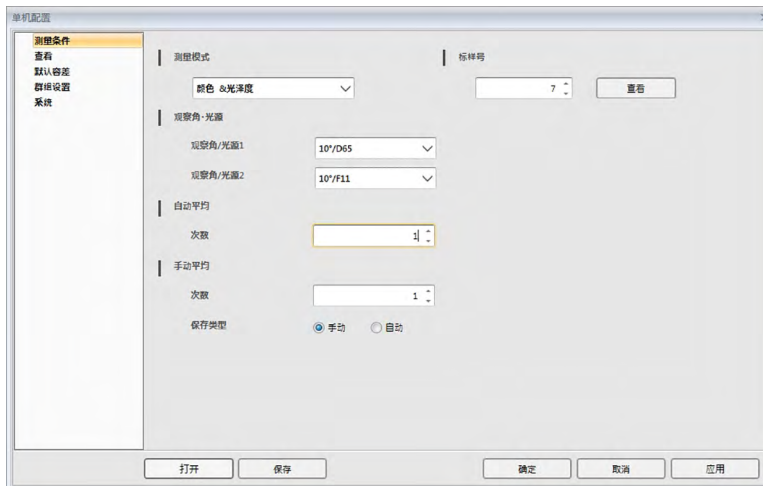 单机配置
测量条件
查看
默认容差
群组设置
系统
测量模式
颜色 &光泽度
标样号
7
查看
观察角·光源
观察角/光源1
10°/D65
观察角/光源2
10°/F11
自动平均
次数
1
手动平均
次数
1
保存类型
手动
自动
打开
保存
确定
取消
应用